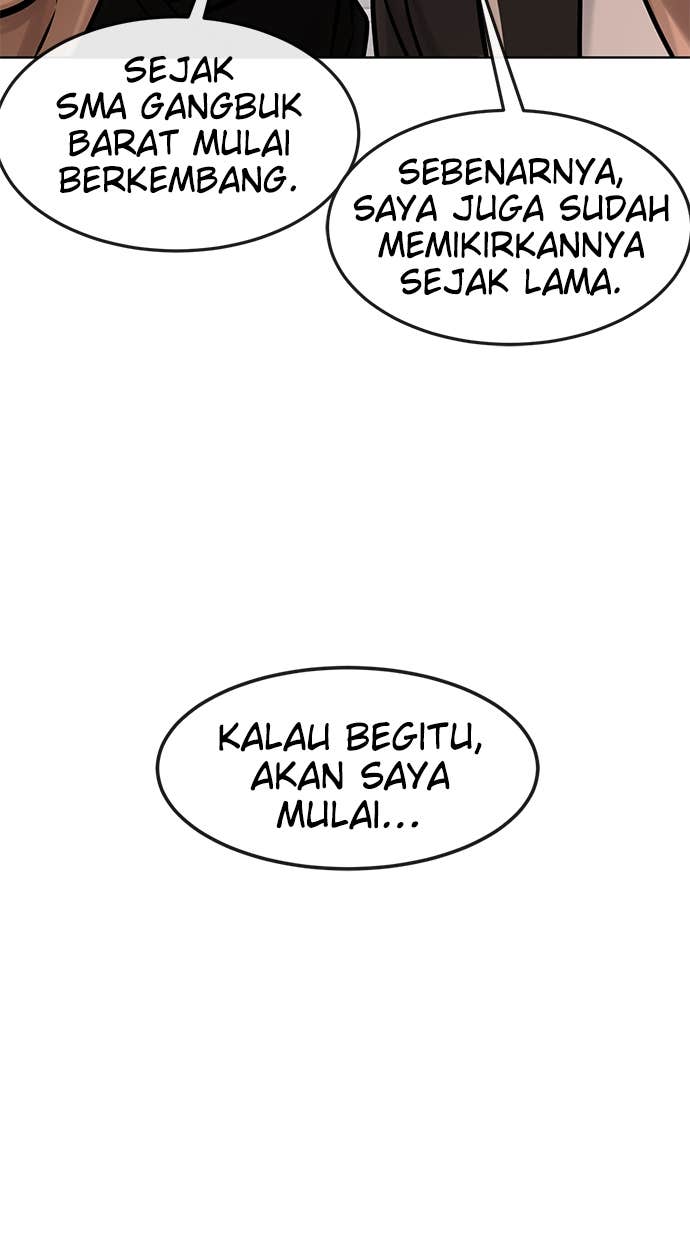 SEJAK
SMA GANGBUK
BARAT MULAI
BERKEMBANG.
SEBENARNYA,
SAYA JUGA SUDAH
MEMIKIRKANNYA
SEJAK LAMA.
KALAU BEGITU,
AKAN SAYA
MULAI...